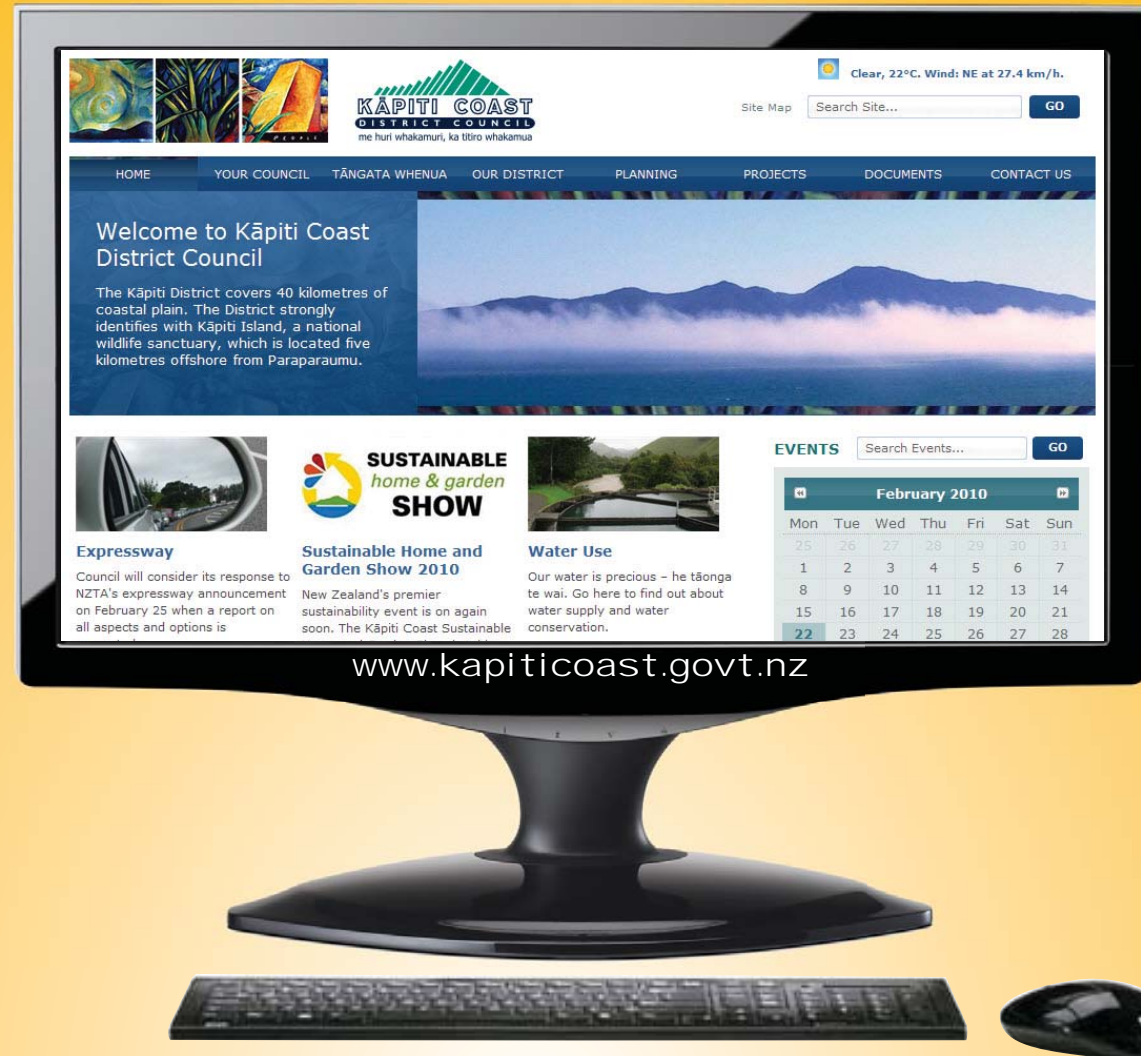 PEOPLE
KĀPITI COAST
DISTRICT COUNCIL
me huri whakamuri, ka titiro whakamua
Clear, 22°C. Wind: NE at 27.4 km/h.
Site Map
Search Site...
GO
HOME
YOUR COUNCIL
TĀNGATA WHENUA
OUR DISTRICT
PLANNING
PROJECTS
DOCUMENTS
CONTACT US
Welcome to Kāpiti Coast
District Council
The Kāpiti District covers 40 kilometres of
coastal plain. The District strongly
identifies with Kāpiti Island, a national
wildlife sanctuary, which is located five
kilometres offshore from Paraparaumu.
Expressway
Council will consider its response to
NZTA's expressway announcement
on February 25 when a report on
all aspects and options is
SUSTAINABLE
home & garden
SHOW
Sustainable Home and
Garden Show 2010
New Zealand's premier
sustainability event is on again
soon. The Kāpiti Coast Sustainable
Water Use
Our water is precious – he tāonga
te wai. Go here to find out about
water supply and water
conservation.
EVENTS
Search Events...
GO
February 2010
Mon Tue Wed Thu Fri Sat Sun
25 26 27 28 29 30 31
1 2 3 4 5 6 7
8 9 10 11 12 13 14
15 16 17 18 19 20 21
22 23 24 25 26 27 28
www.kapiticoast.govt.nz